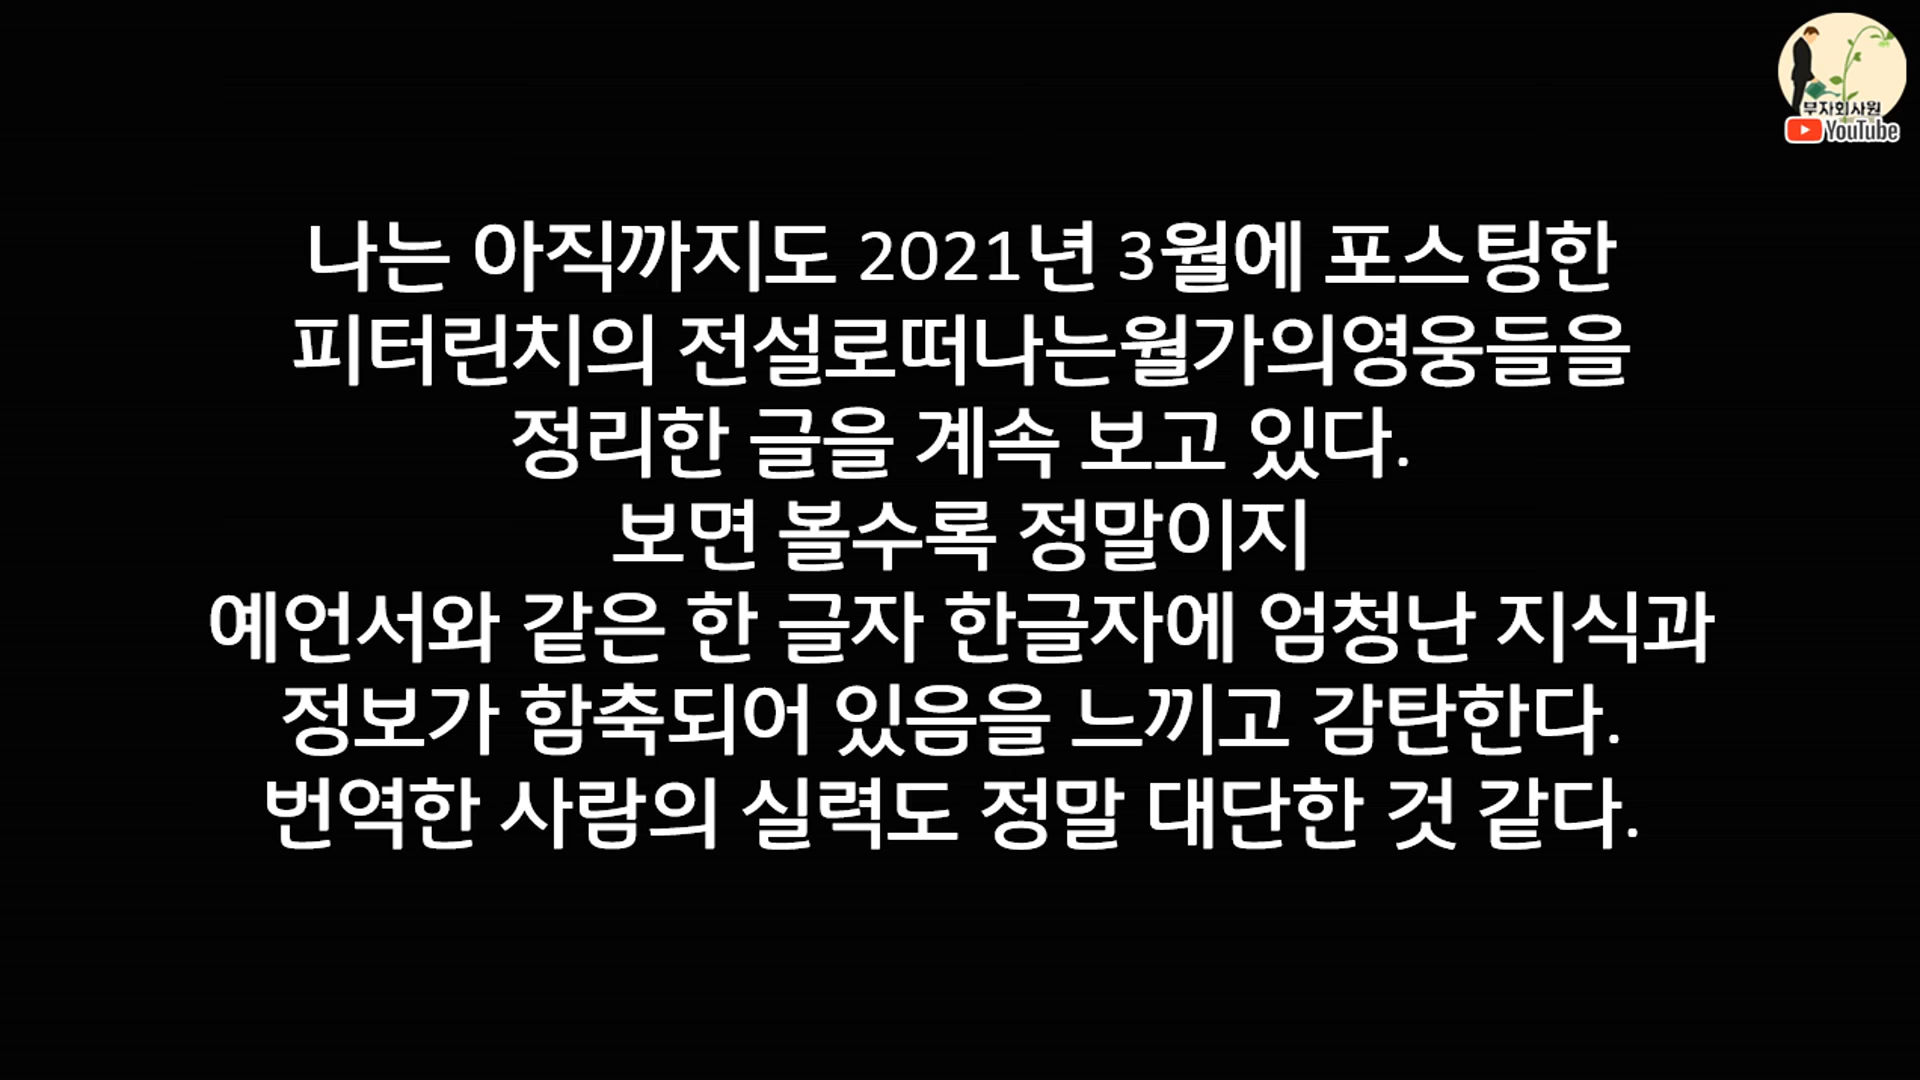 부자회사원
YouTube
나는 아직까지도 2021년 3월에 포스팅한
피터린치의 전설로떠나는월가의영웅들을
정리한 글을 계속 보고 있다.
보면 볼수록 정말이지
예언서와 같은 한 글자 한글자에 엄청난 지식과
정보가 함축되어 있음을 느끼고 감탄한다.
번역한 사람의 실력도 정말 대단한 것 같다.